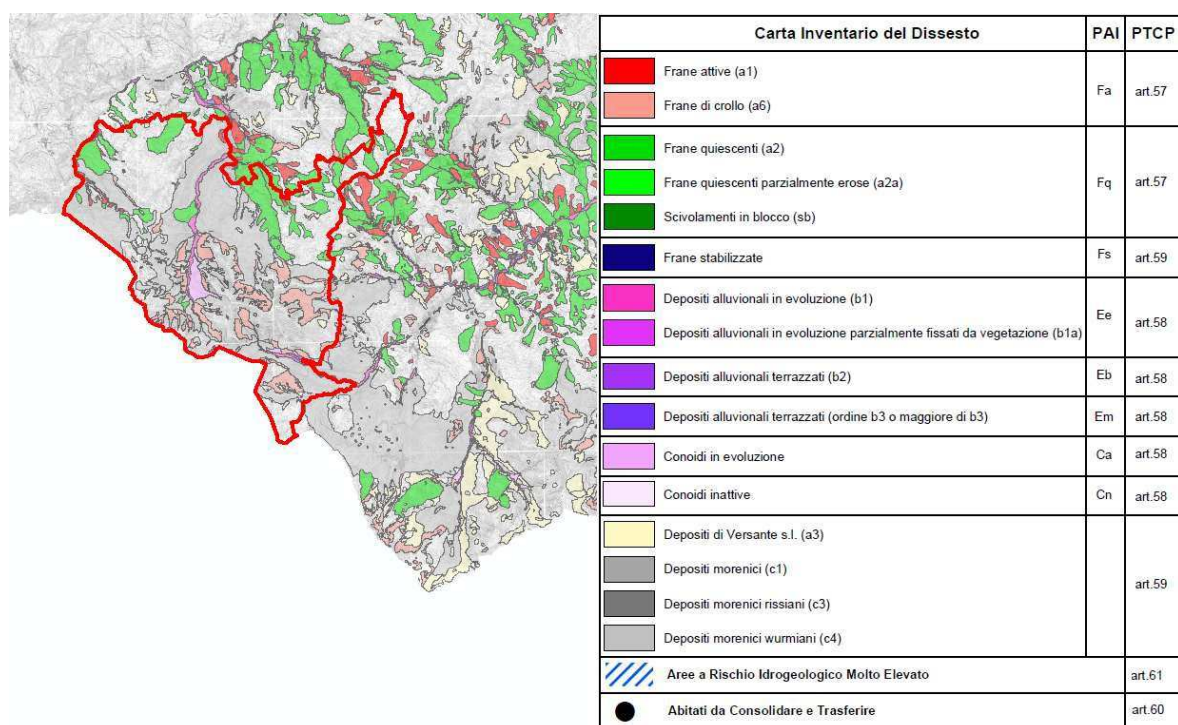 Carta Inventario del Dissesto PAI PTCP
Frane attive (a1)
Fa art.57
Frane di crollo (a6)
Frane quiescenti (a2)
Frane quiescenti parzialmente erose (a2a)
Fq art.57
Scivolamenti in blocco (sb)
Frane stabilizzate Fs art.59
Depositi alluvionali in evoluzione (b1)
Ee art.58
Depositi alluvionali in evoluzione parzialmente fissati da vegetazione (b1a)
Depositi alluvionali terrazzati (b2) Eb art.58
Depositi alluvionali terrazzati (ordine b3 o maggiore di b3) Em art.58
Conoidi in evoluzione Ca art.58
Conoidi inattive Cn art.58
Depositi di Versante s.l. (a3)
Depositi morenici (c1)
art.59
Depositi morenici rissiani (c3)
Depositi morenici wurmiani (c4)
Aree a Rischio Idrogeologico Molto Elevato art.61
Abitati da Consolidare e Trasferire art.60